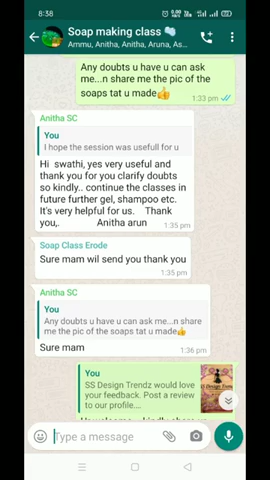 8:38
Soap making class
Ammu, Anitha, Anitha, Aruna, As...
Any doubts u have u can ask
me...n share me the pic of the
soaps tat u made👍
1:33 pm
Anitha SC
You
I hope the session was usefull for u
Hi swathi, yes very useful and
thank you for you clarify doubts
so kindly.. continue the classes in
future further gel, shampoo etc.
It's very helpful for us. Thank
you,. Anitha arun
1:35 pm
Soap Class Erode
Sure mam wil send you thank you
1:35 pm
Anitha SC
You
Any doubts u have u can ask me...n share
me the pic of the soaps tat u made👍
Sure mam
1:36 pm
You
SS Design Trendz would love
your feedback. Post a review
to our profile....
Type a message